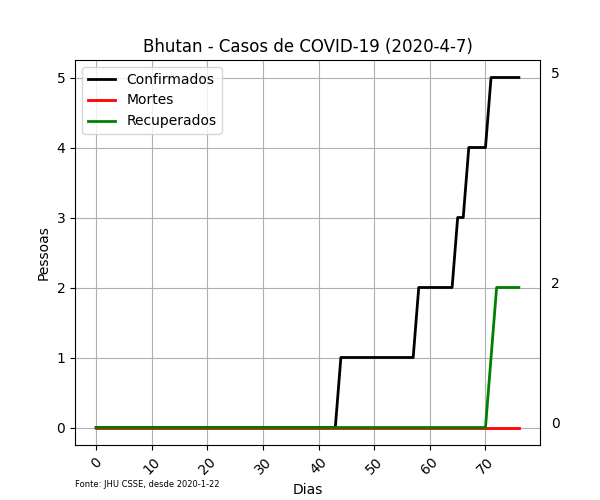 Bhutan - Casos de COVID-19 (2020-4-7)
Confirmados
Mortes
Recuperados
Pessoas
5
4
3
2
1
0
5
2
0
0 10 20 30 40 50 60 70
Dias
Fonte: JHU CSSE, desde 2020-1-22